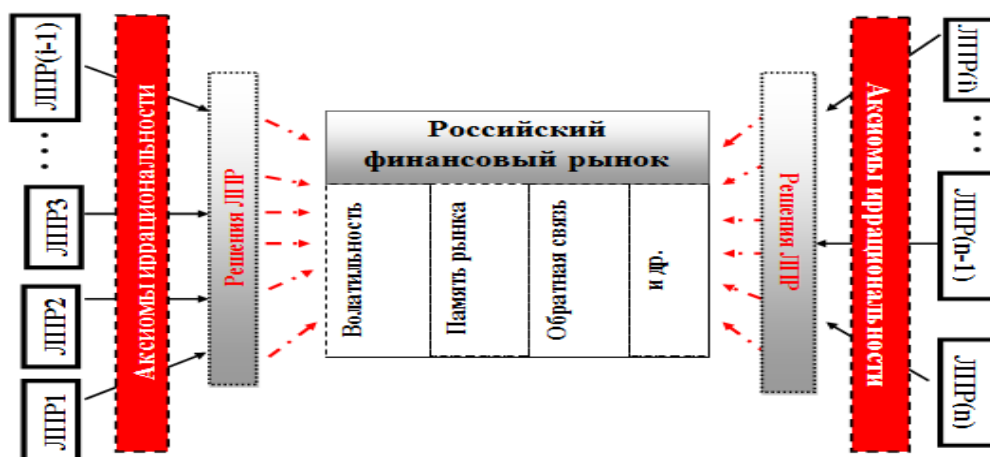 ЛПР(i-1)
...
ЛПР3
ЛПР2
ЛПР1
Аксиомы иррациональности
Решения ЛПР
Российский
финансовый рынок
Волатильность
Память рынка
Обратная связь
и др.
Решения ЛПР
Аксиомы иррациональности
ЛПР(i)
...
ЛПР(n-1)
ЛПР(n)